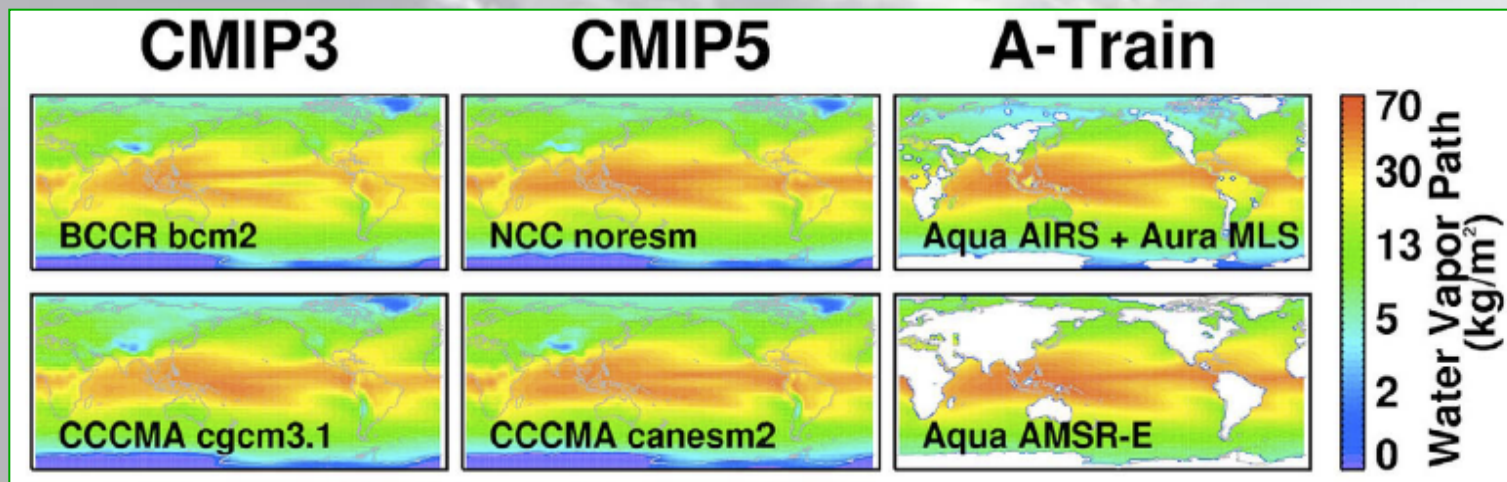 CMIP3
CMIP5
A-Train
BCCR bcm2
NCC noresm
Aqua AIRS + Aura MLS
CCCMA cgcm3.1
CCCMA canesm2
Aqua AMSR-E
70
30
13
5
2
0
Water Vapor Path
(kg/m²)